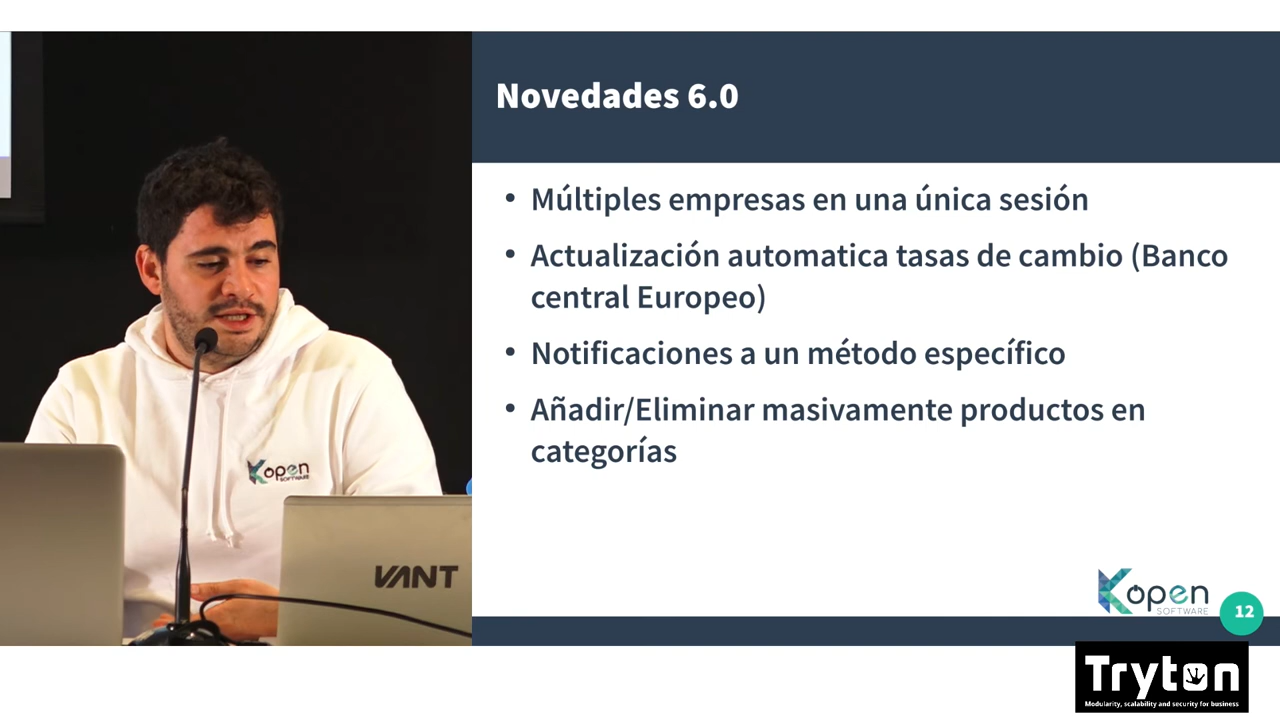 Novedades 6.0
• Múltiples empresas en una única sesión
• Actualización automatica tasas de cambio (Banco
central Europeo)
• Notificaciones a un método específico
• Añadir/Eliminar masivamente productos en
categorías
Kopen
SOFTWARE
VANT
Kopen
SOFTWARE
12
Tryton
Modularity, scalability and security for business